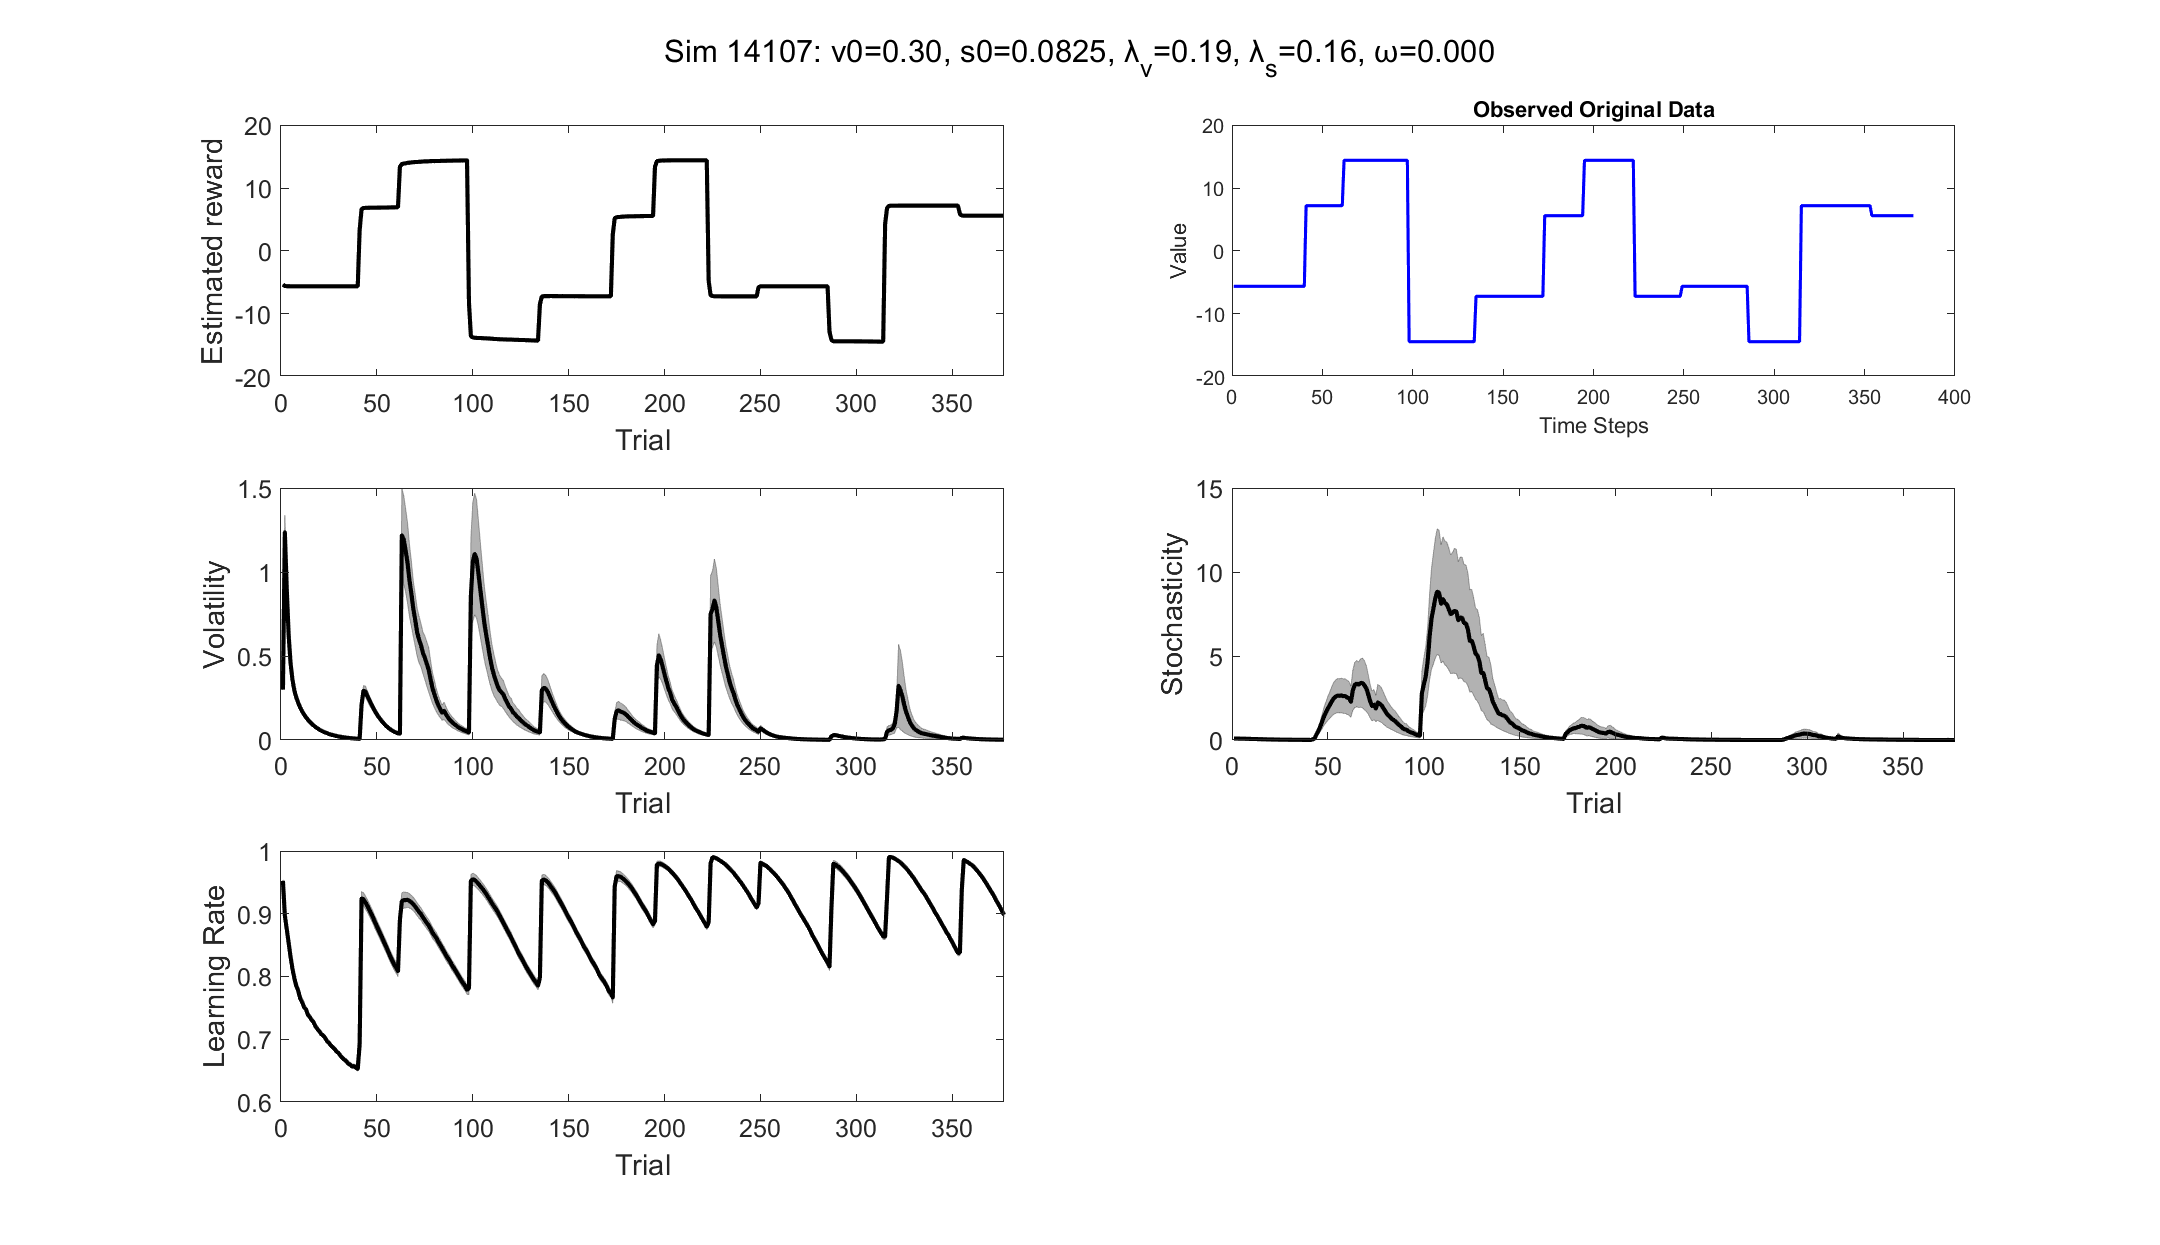 Sim 14107: v0=0.30, s0=0.0825, λ_v=0.19, λ_s=0.16, ω=0.000
20
10
0
-10
-20
Estimated reward
0 50 100 150 200 250 300 350
Trial
Observed Original Data
20
10
0
-10
-20
Value
0 50 100 150 200 250 300 350 400
Time Steps
1.5
1
0.5
0
Volatility
0 50 100 150 200 250 300 350
Trial
15
10
5
0
Stochasticity
0 50 100 150 200 250 300 350
Trial
1
0.9
0.8
0.7
0.6
Learning Rate
0 50 100 150 200 250 300 350
Trial